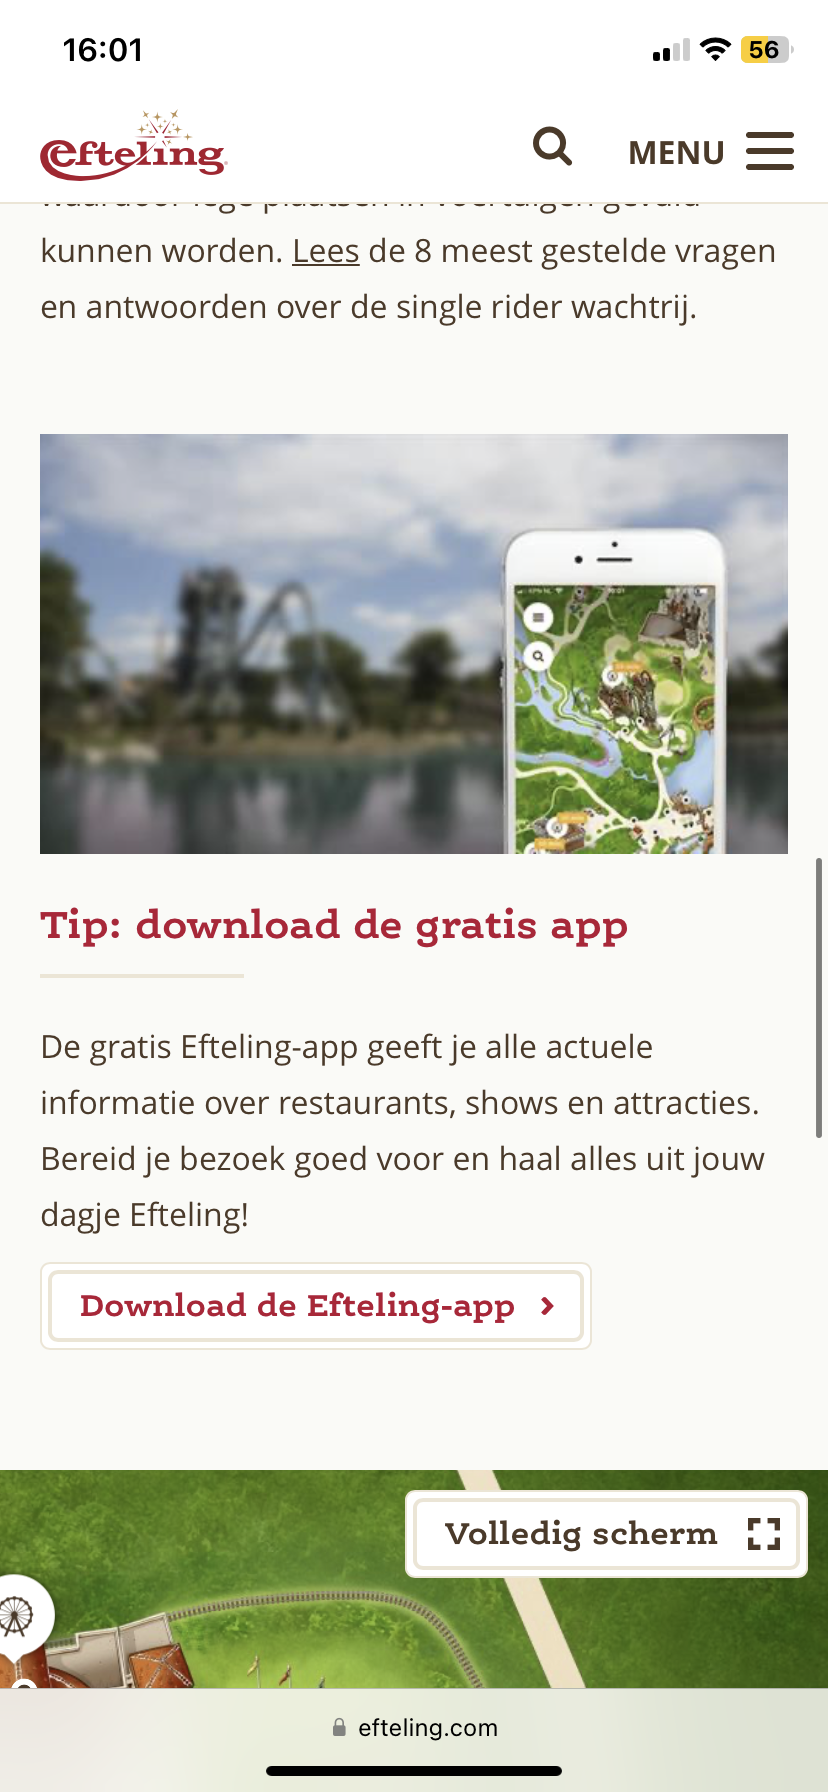 16:01
56
efteling
MENU
kunnen worden. Lees de 8 meest gestelde vragen
en antwoorden over de single rider wachtrij.
Tip: download de gratis app
De gratis Efteling-app geeft je alle actuele
informatie over restaurants, shows en attracties.
Bereid je bezoek goed voor en haal alles uit jouw
dagje Efteling!
Download de Efteling-app
Volledig scherm
efteling.com